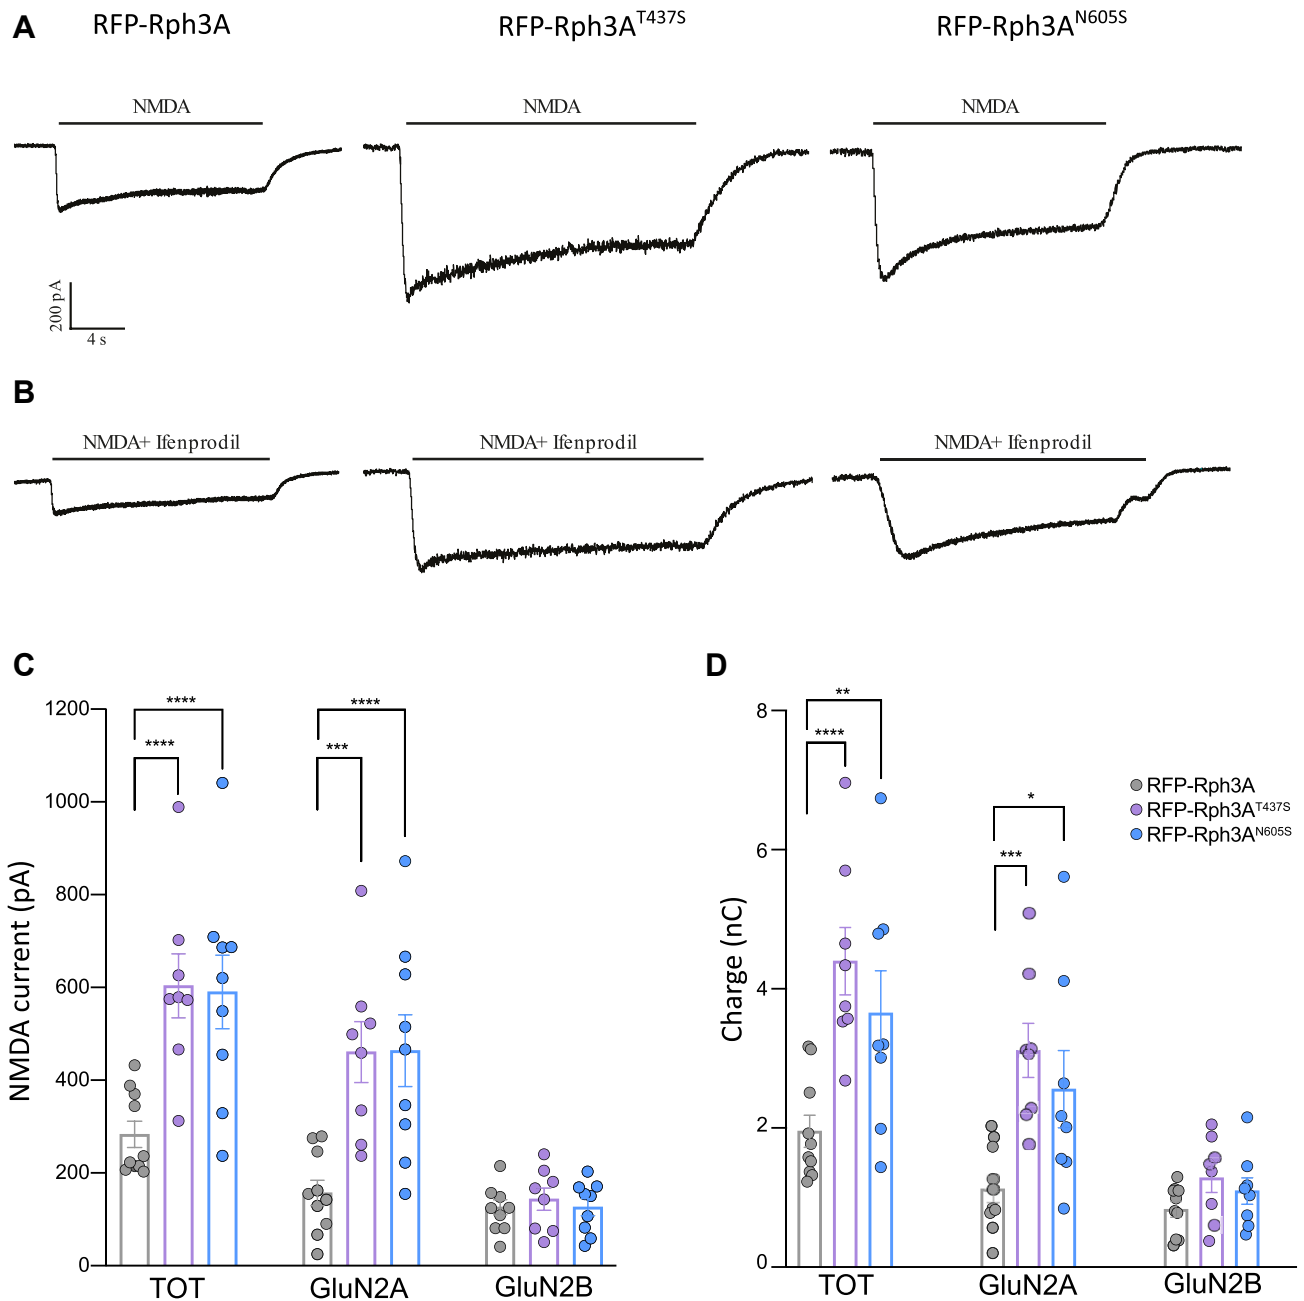 A
RFP-Rph3A
RFP-Rph3A^T437S
RFP-Rph3A^N605S
NMDA
NMDA
NMDA
200 pA
4 s
B
NMDA+ Ifenprodil
NMDA+ Ifenprodil
NMDA+ Ifenprodil
C
NMDA current (pA)
1200
1000
800
600
400
200
0
****
****
****
***
TOT
GluN2A
GluN2B
D
Charge (nC)
8
6
4
2
0
**
****
*
***
RFP-Rph3A
RFP-Rph3A^T437S
RFP-Rph3A^N605S
TOT
GluN2A
GluN2B